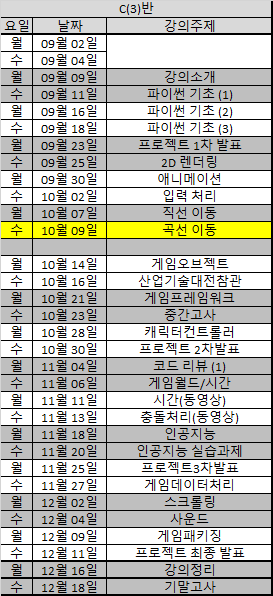 C(3)반
요일 날짜 강의주제
월 09월 02일
수 09월 04일
월 09월 09일 강의소개
수 09월 11일 파이썬 기초 (1)
월 09월 16일 파이썬 기초 (2)
수 09월 18일 파이썬 기초 (3)
월 09월 23일 프로젝트 1차 발표
수 09월 25일 2D 렌더링
월 09월 30일 애니메이션
수 10월 02일 입력 처리
월 10월 07일 직선 이동
수 10월 09일 곡선 이동
월 10월 14일 게임오브젝트
수 10월 16일 산업기술대전참관
월 10월 21일 게임프레임워크
수 10월 23일 중간고사
월 10월 28일 캐릭터컨트롤러
수 10월 30일 프로젝트 2차발표
월 11월 04일 코드 리뷰 (1)
수 11월 06일 게임월드/시간
월 11월 11일 시간(동영상)
수 11월 13일 충돌처리(동영상)
월 11월 18일 인공지능
수 11월 20일 인공지능 실습과제
월 11월 25일 프로젝트3차발표
수 11월 27일 게임데이터처리
월 12월 02일 스크롤링
수 12월 04일 사운드
월 12월 09일 게임패키징
수 12월 11일 프로젝트 최종 발표
월 12월 16일 강의정리
수 12월 18일 기말고사